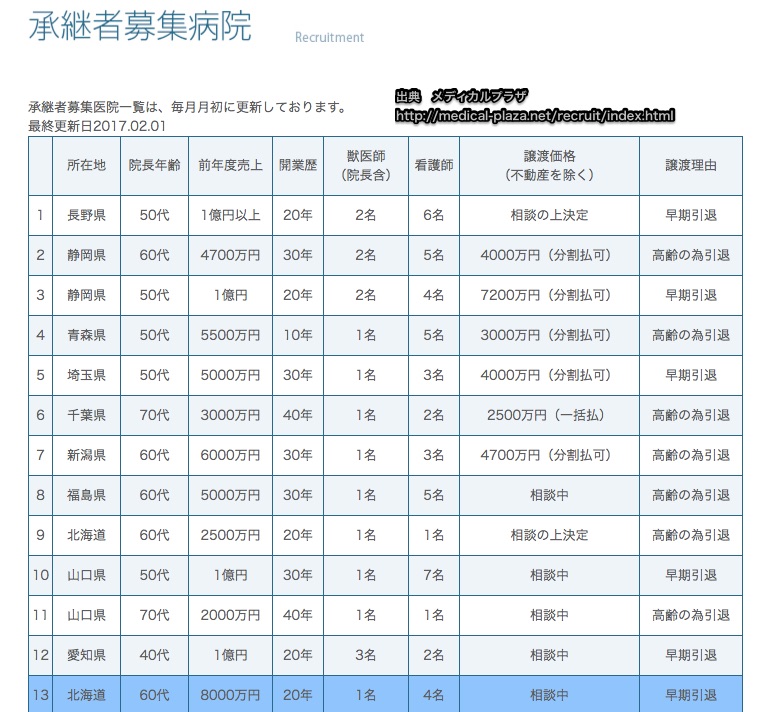 承継者募集病院 Recruitment
出典　メディカルプラザ
http://medical-plaza.net/recruit/index.html
承継者募集医院一覧は、毎月月初に更新しております。
最終更新日2017.02.01
所在地 院長年齢 前年度売上 開業歴 獣医師（院長含） 看護師 譲渡価格（不動産を除く） 譲渡理由
1 長野県 50代 1億円以上 20年 2名 6名 相談の上決定 早期引退
2 静岡県 60代 4700万円 30年 2名 5名 4000万円（分割払可） 高齢の為引退
3 静岡県 50代 1億円 20年 2名 4名 7200万円（分割払可） 早期引退
4 青森県 50代 5500万円 10年 1名 5名 3000万円（分割払可） 高齢の為引退
5 埼玉県 50代 5000万円 30年 1名 3名 4000万円（分割払可） 早期引退
6 千葉県 70代 3000万円 40年 1名 2名 2500万円（一括払） 高齢の為引退
7 新潟県 60代 6000万円 30年 1名 3名 4700万円（分割払可） 高齢の為引退
8 福島県 60代 5000万円 30年 1名 5名 相談中 高齢の為引退
9 北海道 60代 2500万円 20年 1名 1名 相談の上決定 高齢の為引退
10 山口県 50代 1億円 30年 1名 7名 相談中 早期引退
11 山口県 70代 2000万円 40年 1名 1名 相談中 高齢の為引退
12 愛知県 40代 1億円 20年 3名 2名 相談中 早期引退
13 北海道 60代 8000万円 20年 1名 4名 相談中 早期引退